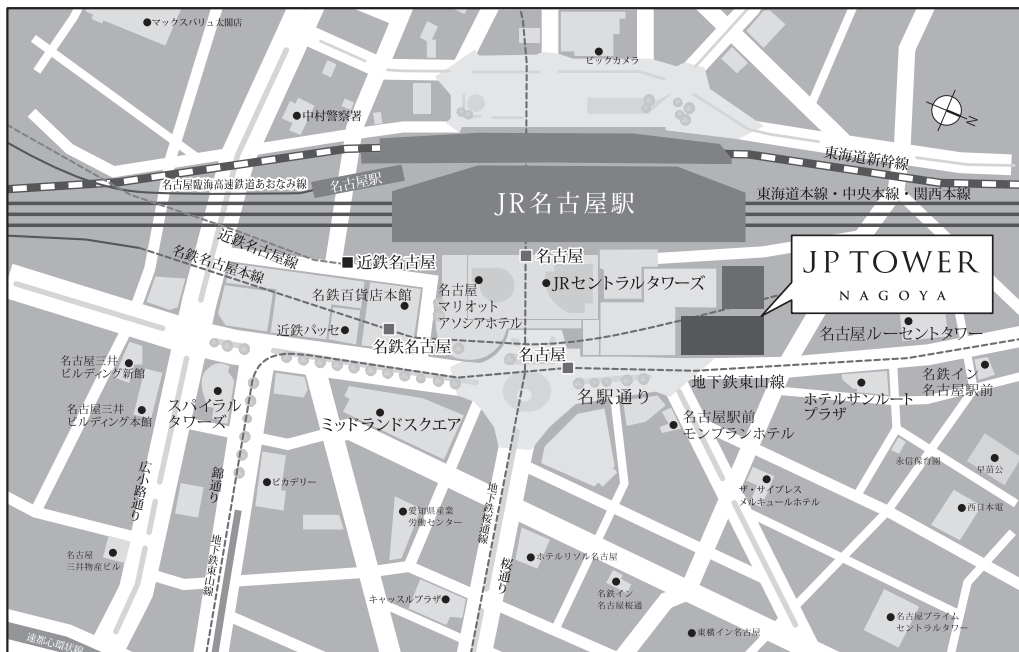 マックスバリュ太閤店
ビックカメラ
中村警察署
N
東海道新幹線
名古屋臨海高速鉄道あおなみ線
名古屋駅
東海道本線・中央本線・関西本線
JR名古屋駅
近鉄名古屋線
近鉄名古屋
名古屋
JP TOWER
NAGOYA
名鉄名古屋本線
名鉄百貨店本館
名古屋
マリオット
アソシアホテル
JRセントラルタワーズ
近鉄パッセ
名鉄名古屋
名古屋
名古屋ルーセントタワー
名古屋三井
ビルディング新館
地下鉄東山線
名鉄イン
名古屋駅前
名古屋三井
ビルディング本館
スパイラル
タワーズ
ミッドランドスクエア
名駅通り
ホテルサンルート
プラザ
名古屋駅前
モンブランホテル
広小路通り
錦通り
ピカデリー
地下鉄桜通線
ザ・サイプレス
メルキュールホテル
永信保育園
早苗公
西日本電
愛知県産業
労働センター
地下鉄東山線
名古屋
三井物産ビル
桜通り
ホテルリソル名古屋
名鉄イン
名古屋桜通
キャッスルプラザ
東横イン名古屋
名古屋プライム
セントラルタワー
速都心環状線